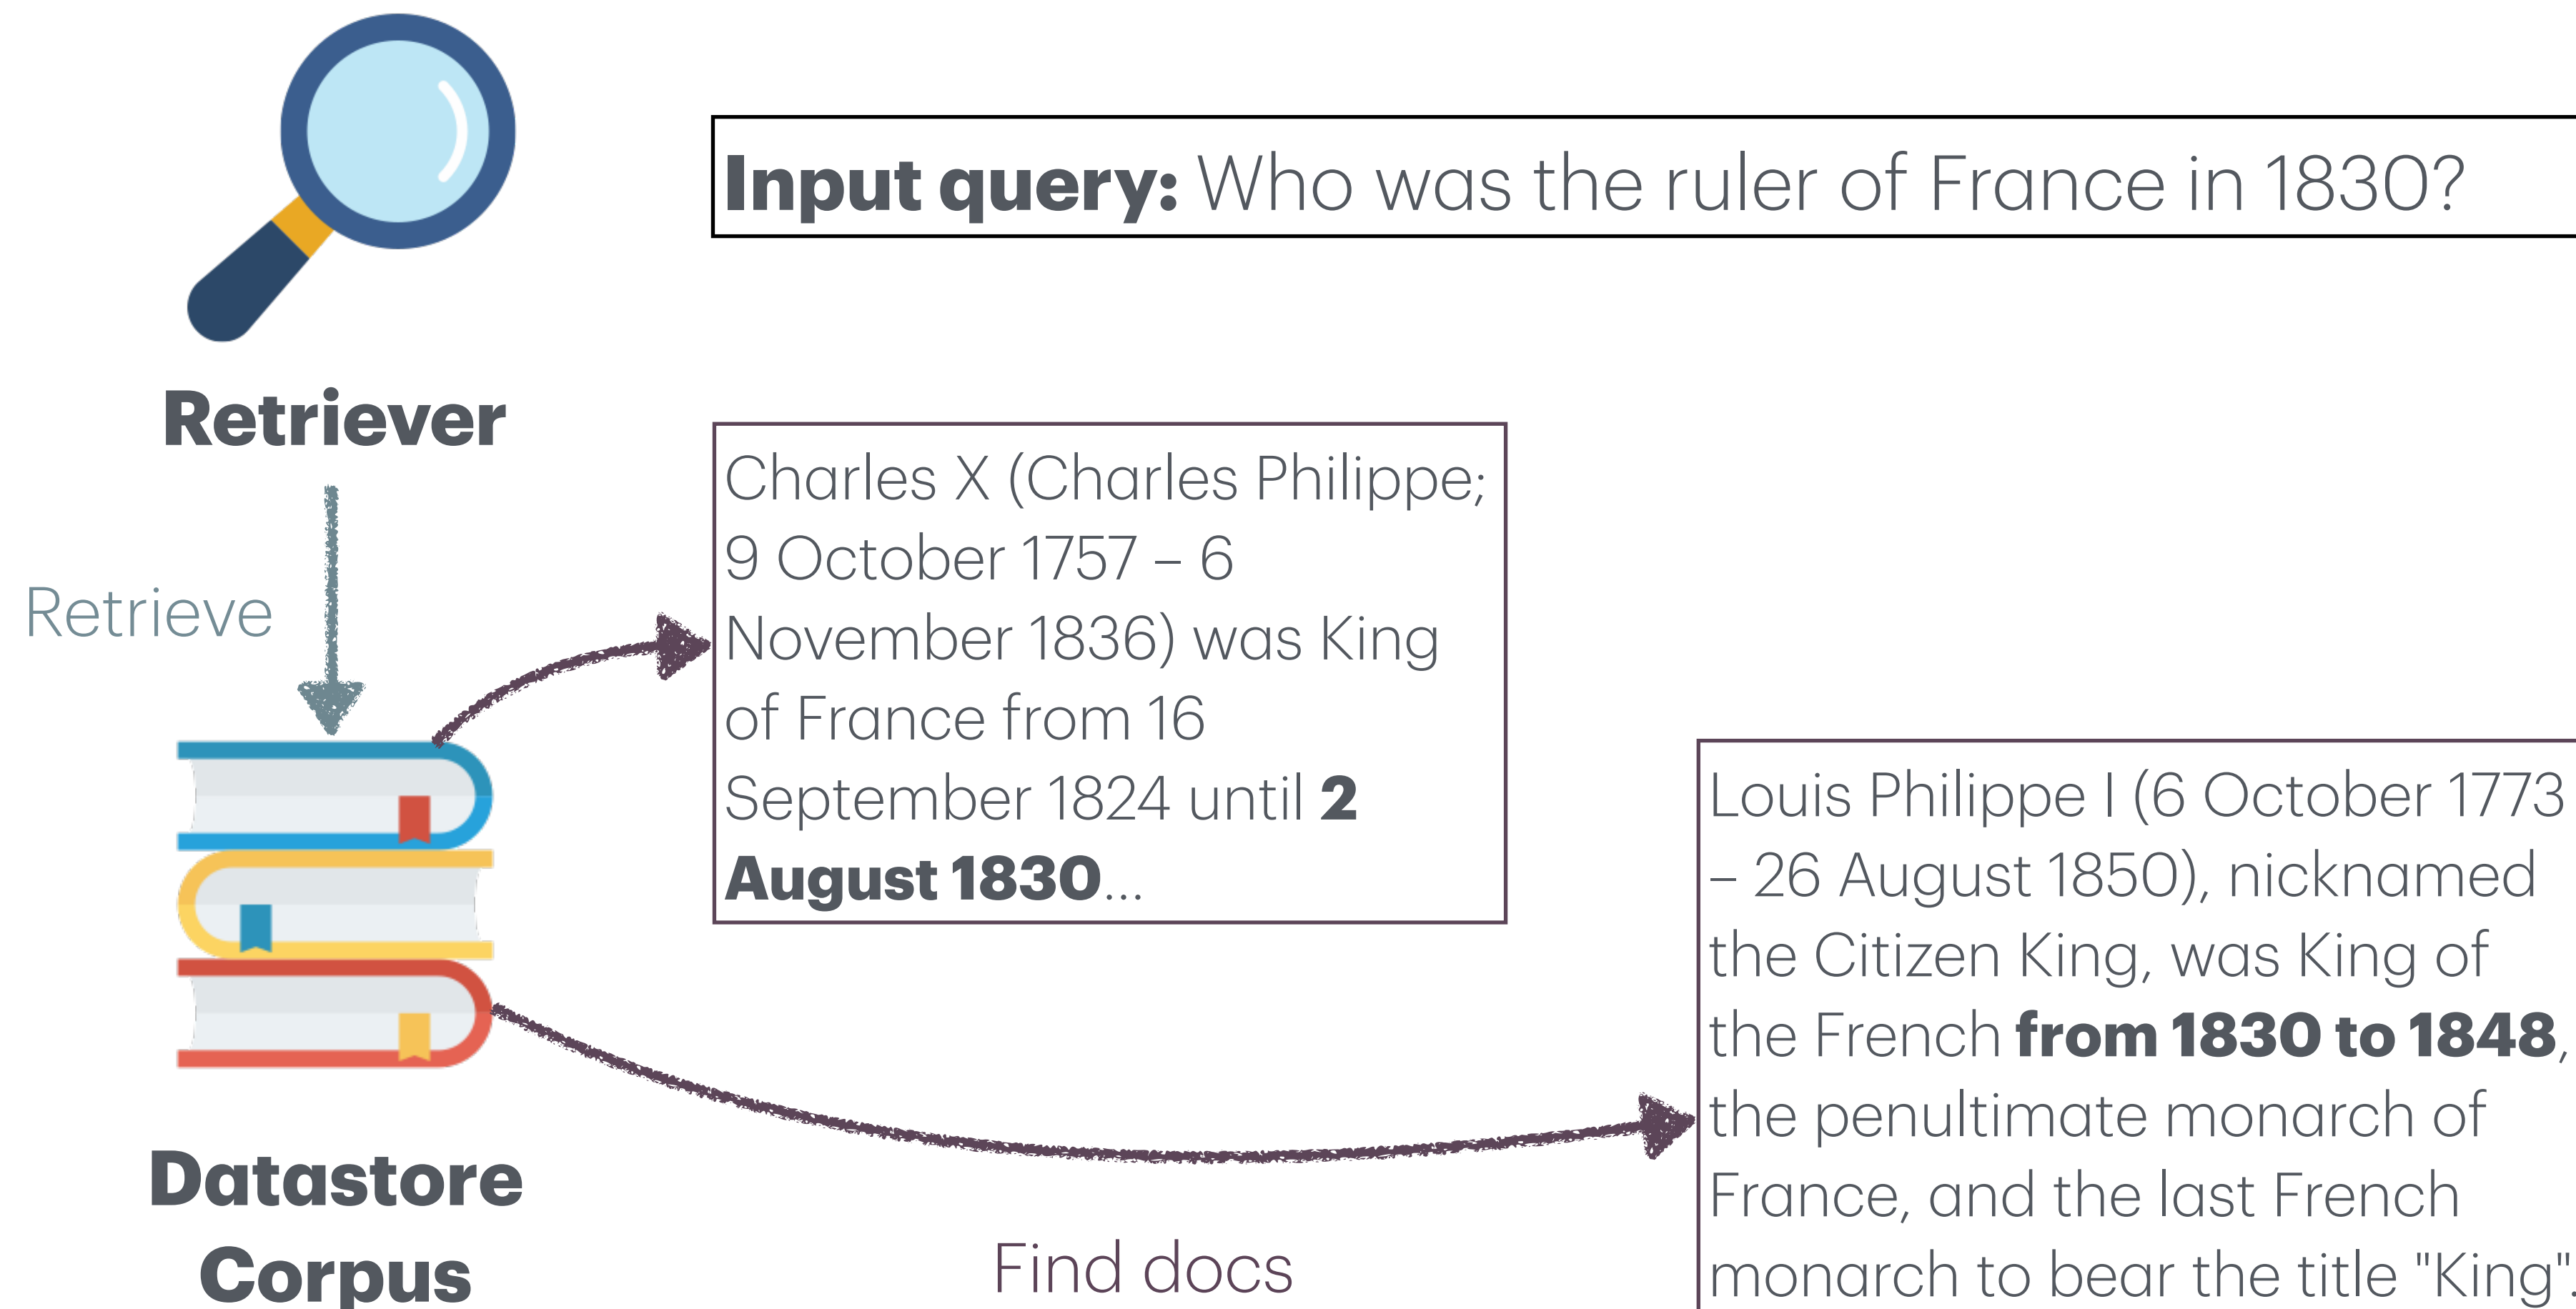 Input query: Who was the ruler of France in 1830?
Retriever
Retrieve
Charles X (Charles Philippe;
9 October 1757 – 6
November 1836) was King
of France from 16
September 1824 until 2
August 1830...
Louis Philippe I (6 October 1773
– 26 August 1850), nicknamed
the Citizen King, was King of
the French from 1830 to 1848,
the penultimate monarch of
France, and the last French
monarch to bear the title "King".
Datastore
Corpus
Find docs